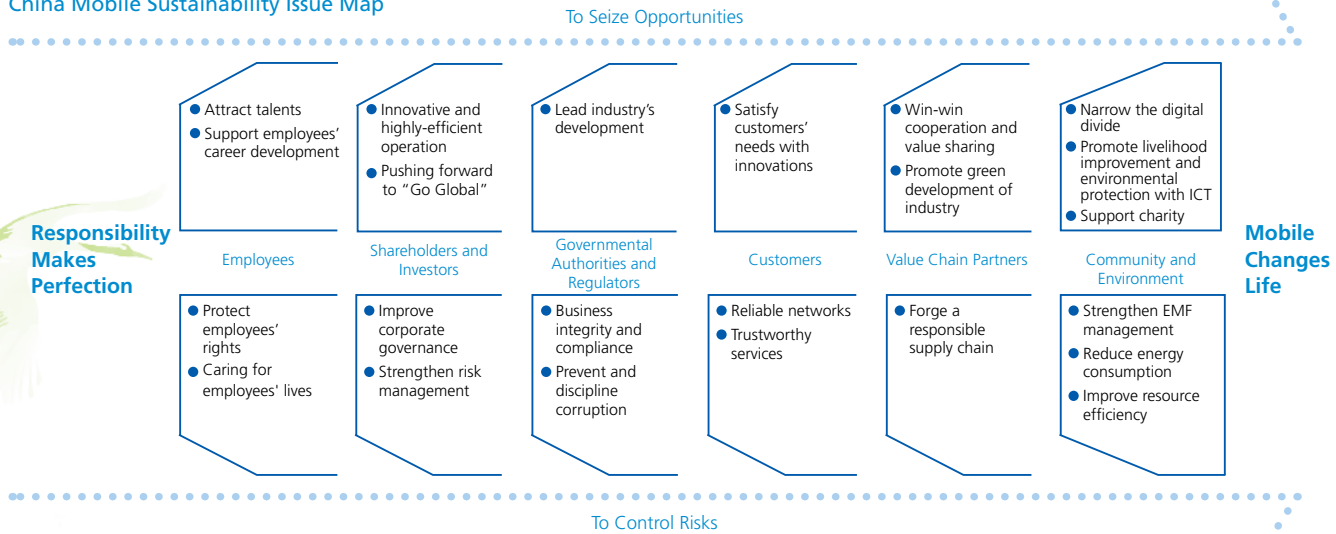 China Mobile Sustainability Issue Map
To Seize Opportunities
● Attract talents
● Support employees'
career development
● Innovative and
highly-efficient
operation
● Pushing forward
to “Go Global”
● Lead industry's
development
● Satisfy
customers'
needs with
innovations
● Win-win
cooperation and
value sharing
● Promote green
development of
industry
● Narrow the digital
divide
● Promote livelihood
improvement and
environmental
protection with ICT
● Support charity
Responsibility
Makes
Perfection
Employees
Shareholders and
Investors
Governmental
Authorities and
Regulators
Customers
Value Chain Partners
Community and
Environment
Mobile
Changes
Life
● Protect
employees'
rights
● Caring for
employees' lives
● Improve
corporate
governance
● Strengthen risk
management
● Business
integrity and
compliance
● Prevent and
discipline
corruption
● Reliable networks
● Trustworthy
services
● Forge a
responsible
supply chain
● Strengthen EMF
management
● Reduce energy
consumption
● Improve resource
efficiency
To Control Risks